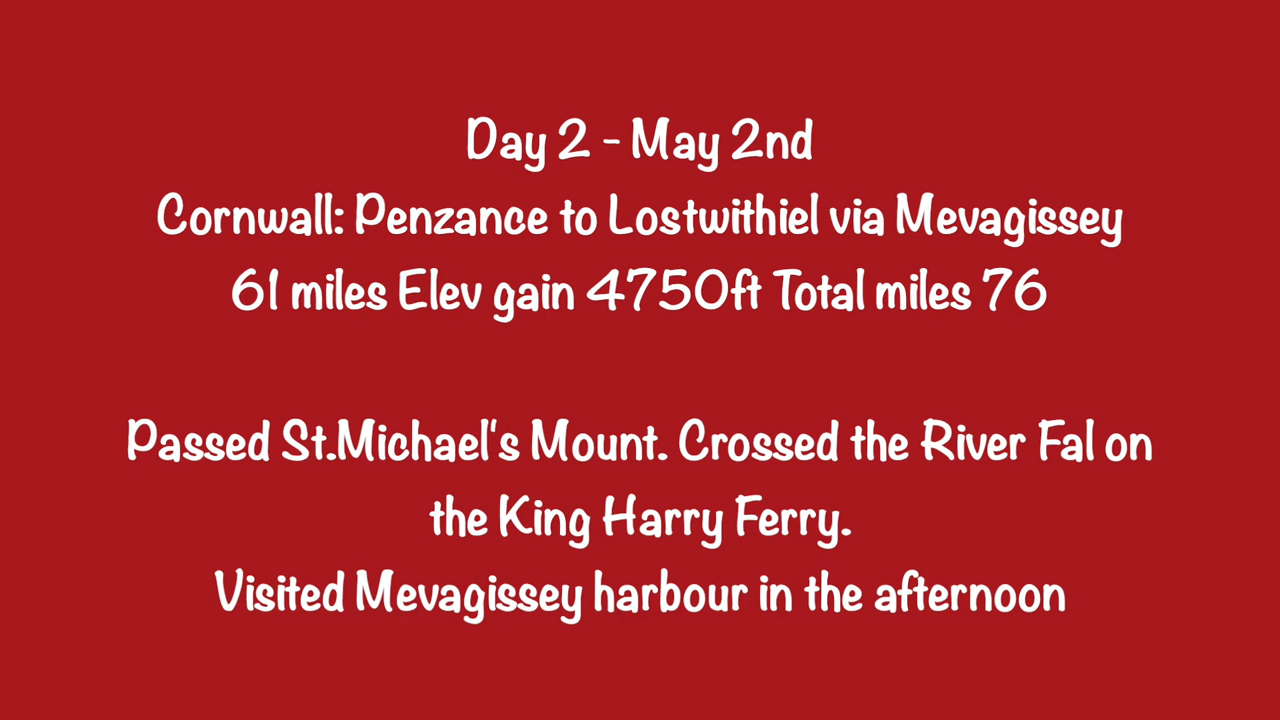 Day 2 - May 2nd
Cornwall: Penzance to Lostwithiel via Mevagissey
61 miles Elev gain 4750ft Total miles 76
Passed St.Michael's Mount. Crossed the River Fal on
the King Harry Ferry.
Visited Mevagissey harbour in the afternoon